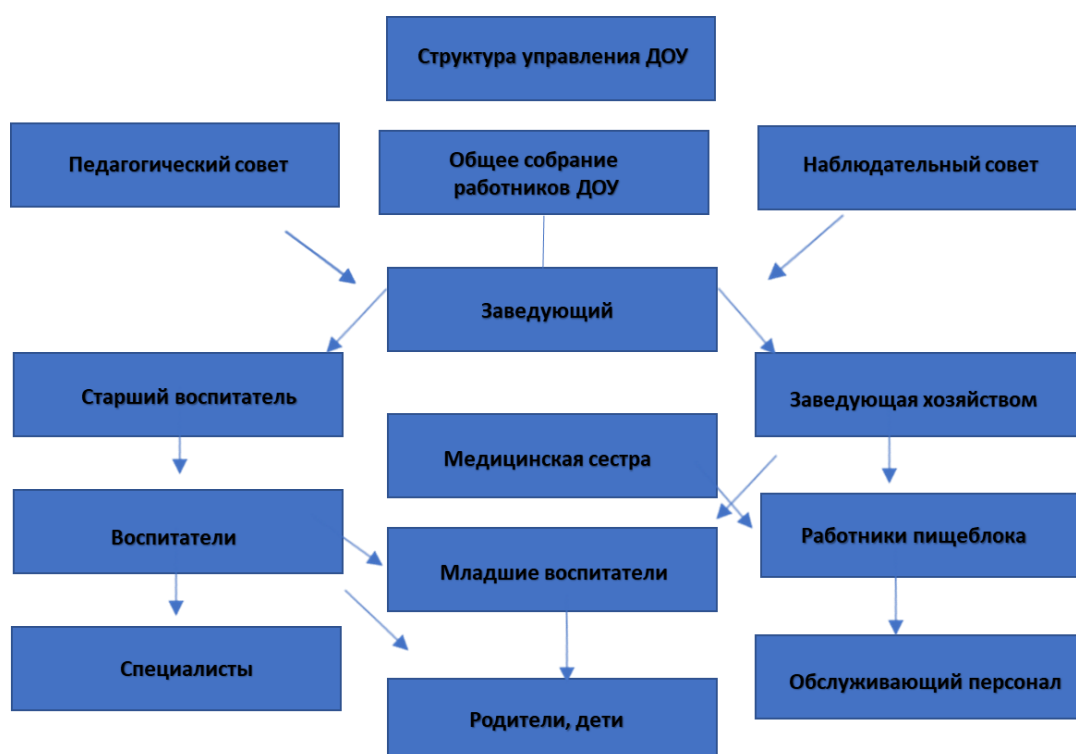 Структура управления ДОУ
Педагогический совет
Общее собрание
работников ДОУ
Наблюдательный совет
Заведующий
Старший воспитатель
Заведующая хозяйством
Медицинская сестра
Воспитатели
Работники пищеблока
Младшие воспитатели
Специалисты
Обслуживающий персонал
Родители, дети